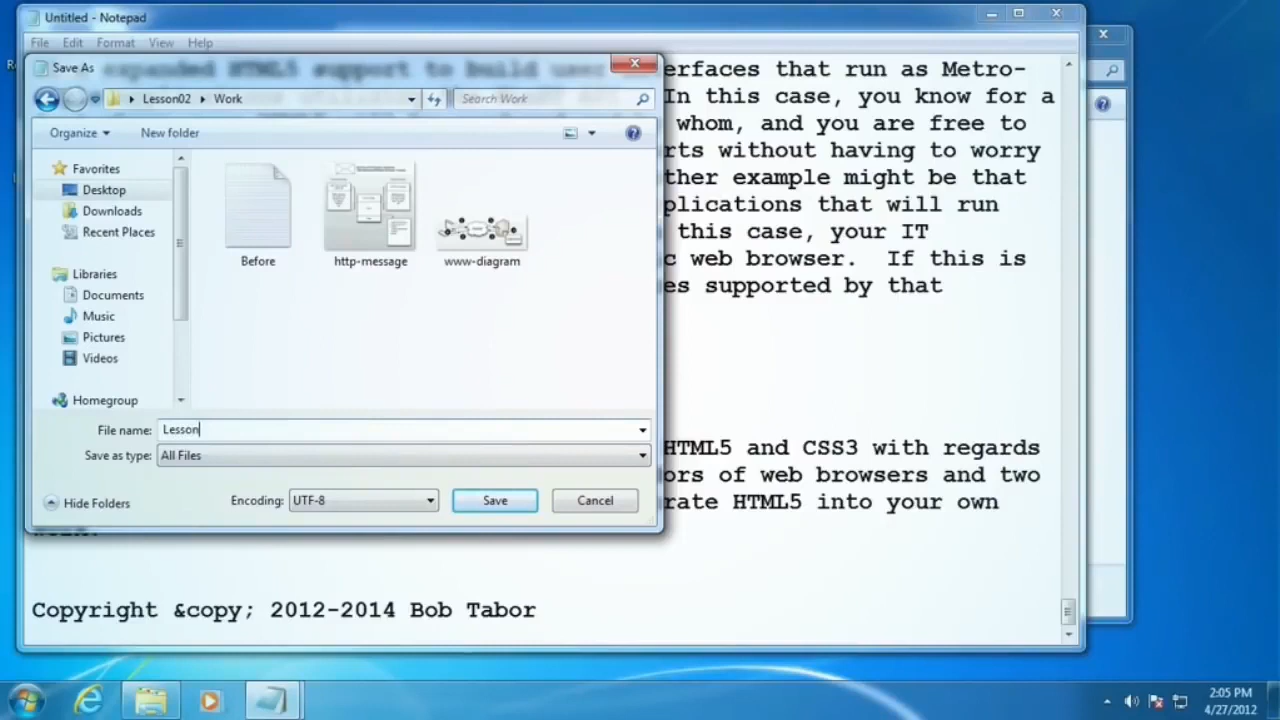 Untitled - Notepad
File Edit Format View Help
Save As
expanded HTML5 support to build user
erfaces that run as Metro-
Lesson02 Work
Search Work
In this case, you know for a
Organize
New folder
whom, and you are free to
rts without having to worry
ther example might be that
plications that will run
this case, your IT
c web browser. If this is
es supported by that
Favorites
Desktop
Downloads
Recent Places
Libraries
Documents
Music
Pictures
Videos
Homegroup
Before
http-message
www-diagram
File name: Lesson
Save as type: All Files
HTML5 and CSS3 with regards
ors of web browsers and two
rate HTML5 into your own
Hide Folders
Encoding: UTF-8
Save
Cancel
Copyright &copy; 2012-2014 Bob Tabor
2:05 PM
4/27/2012